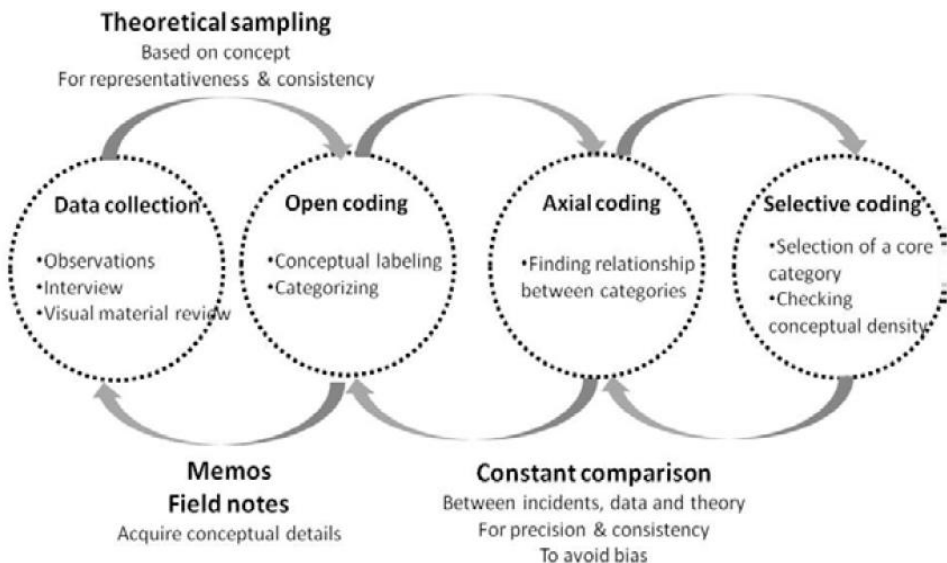 Theoretical sampling
Based on concept
For representativeness & consistency
Data collection
•Observations
•Interview
•Visual material review
Open coding
•Conceptual labeling
•Categorizing
Axial coding
•Finding relationship
between categories
Selective coding
•Selection of a core
category
•Checking
conceptual density
Memos
Field notes
Acquire conceptual details
Constant comparison
Between incidents, data and theory
For precision & consistency
To avoid bias